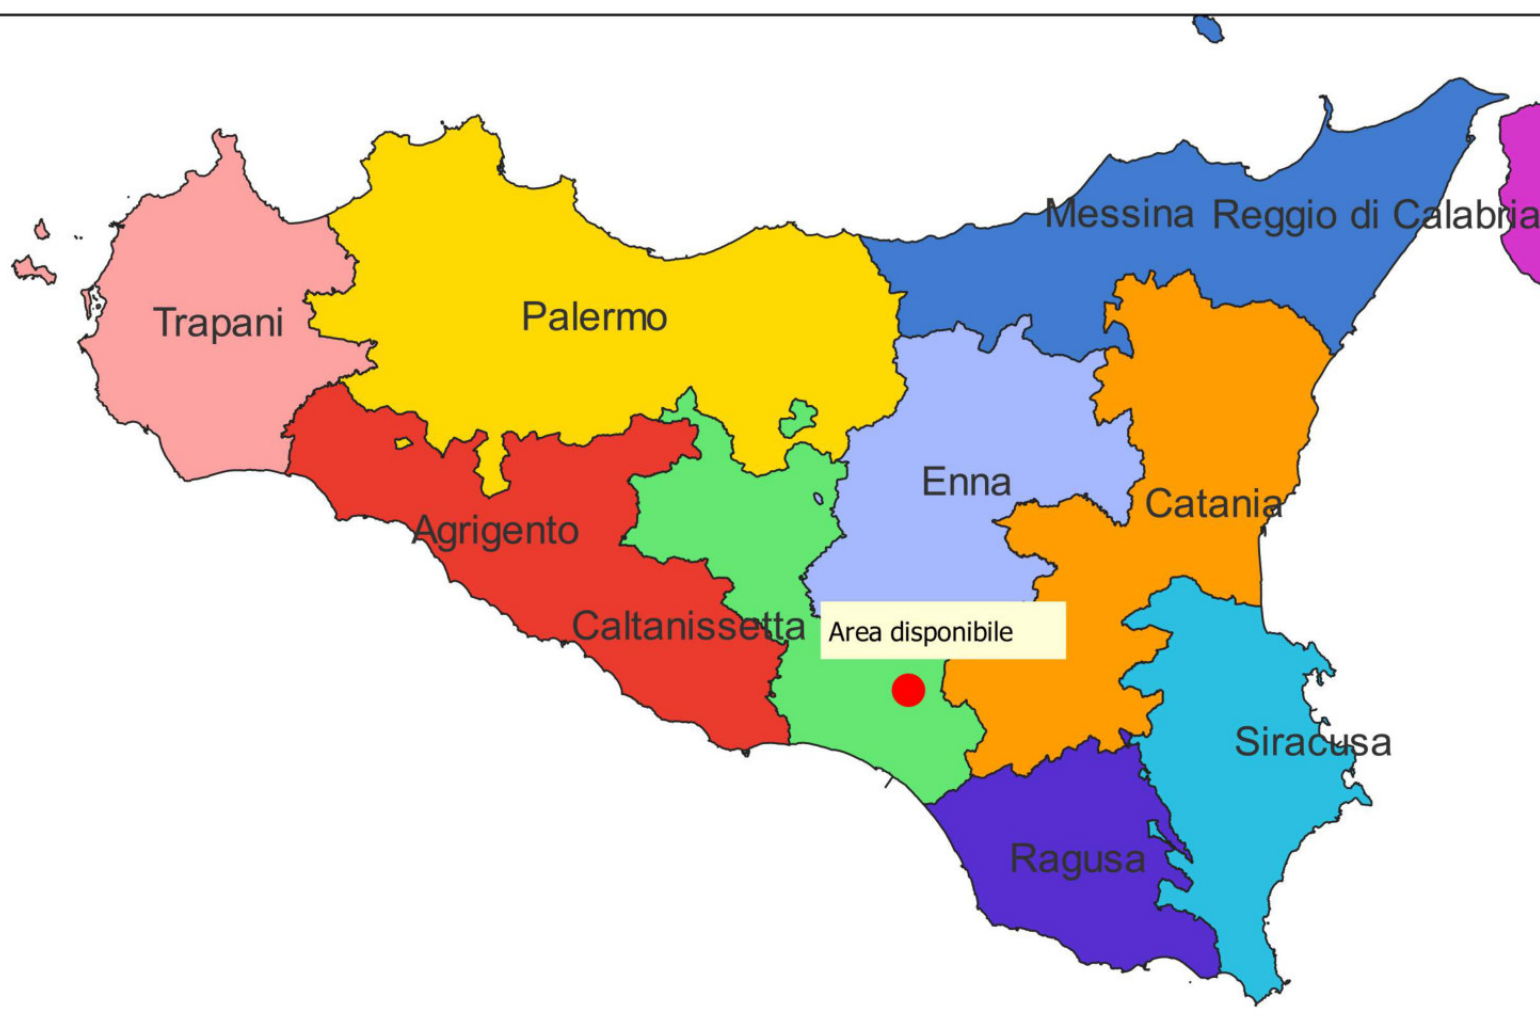 Messina
Reggio di Calabria
Trapani
Palermo
Enna
Catania
Agrigento
Caltanissetta
Area disponibile
Siracusa
Ragusa